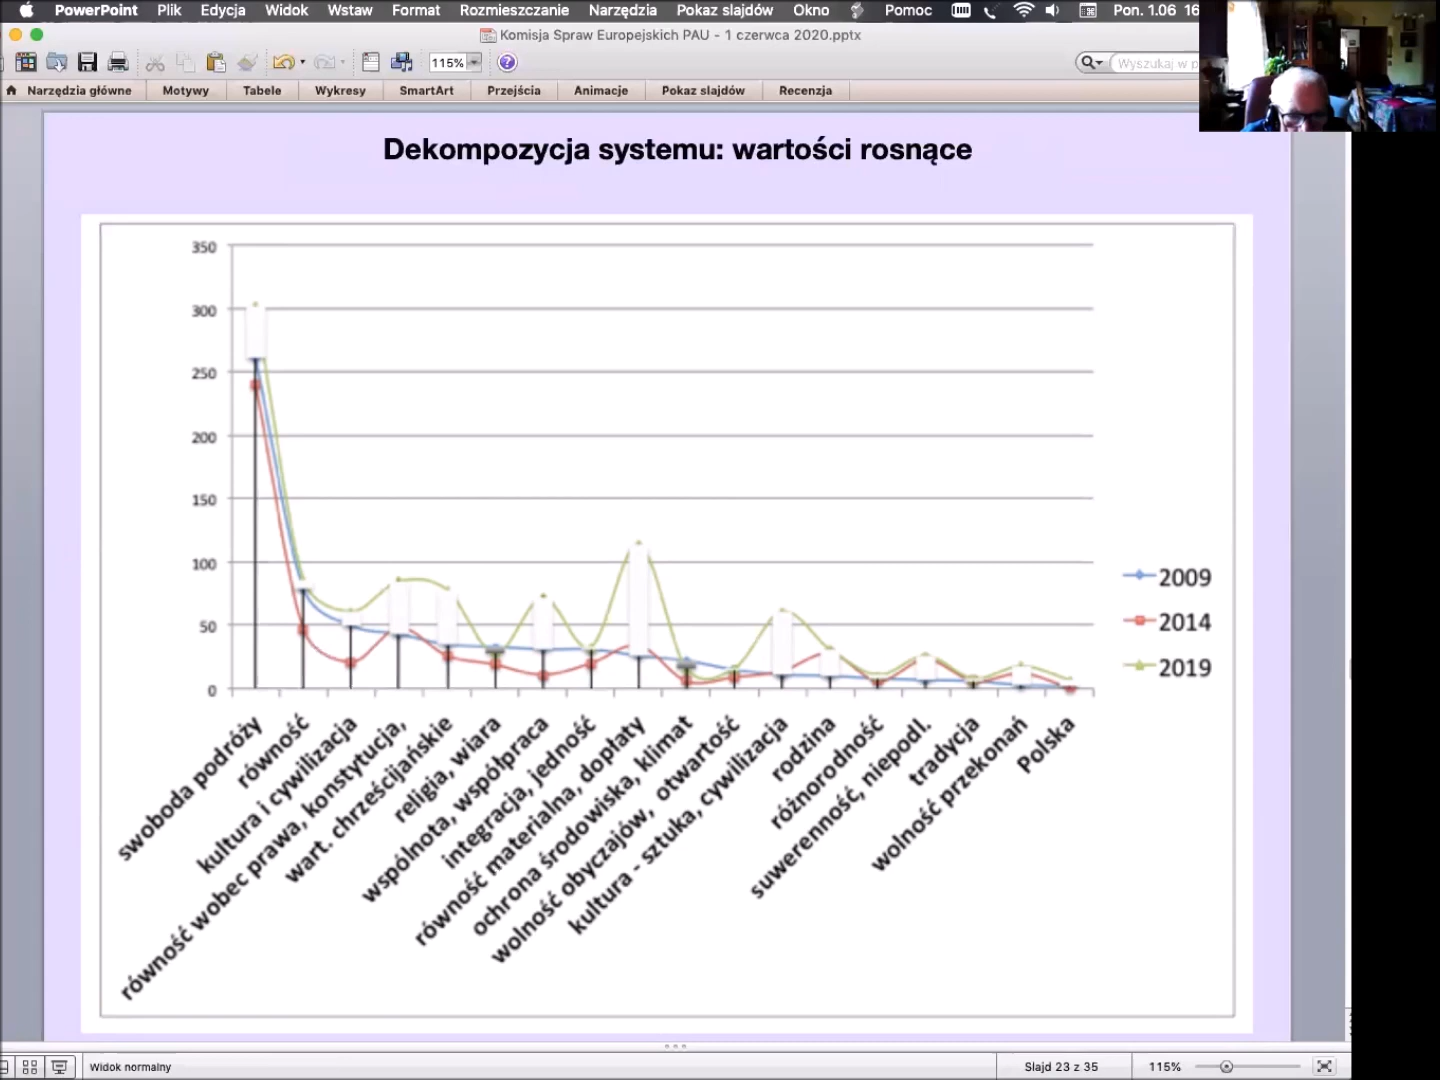 PowerPoint Plik Edycja Widok Wstaw Format Rozmieszczanie Narzędzia Pokaz slajdów Okno Pomoc Pon. 1.06 16
Komisja Spraw Europejskich PAU - 1 czerwca 2020.pptx
115%
Wyszukaj w p
Narzędzia główne Motywy Tabele Wykresy SmartArt Przejścia Animacje Pokaz slajdów Recenzja
Dekompozycja systemu: wartości rosnące
350
300
250
200
150
100
50
0
2009
2014
2019
swoboda podróży
równość
kultura i cywilizacja
równość wobec prawa, konstytucja,
wart. chrześcijańskie
religia, wiara
wspólnota, współpraca
integracja, jedność
równość materialna, dopłaty
ochrona środowiska, klimat
wolność obyczajów, otwartość
kultura - sztuka, cywilizacja
rodzina
różnorodność
suwerenność, niepodl.
tradycja
wolność przekonań
Polska
Widok normalny
Slajd 23 z 35
115%